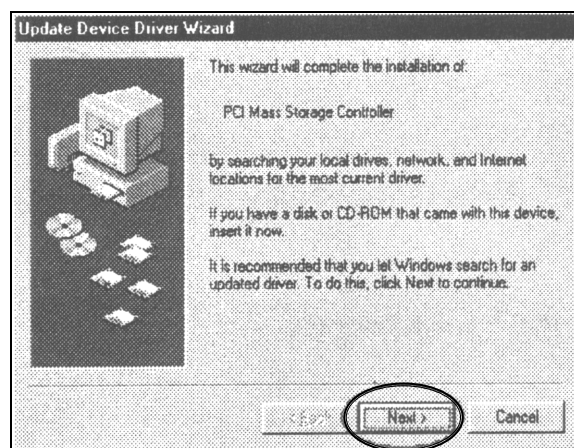 Update Device Driver Wizard
This wizard will complete the installation of:
PCI Mass Storage Controller
by searching your local drives, network, and Internet
locations for the most current driver.
If you have a disk or CD-ROM that came with this device,
insert it now.
It is recommended that you let Windows search for an
updated driver. To do this, click Next to continue.
< Back
Next >
Cancel